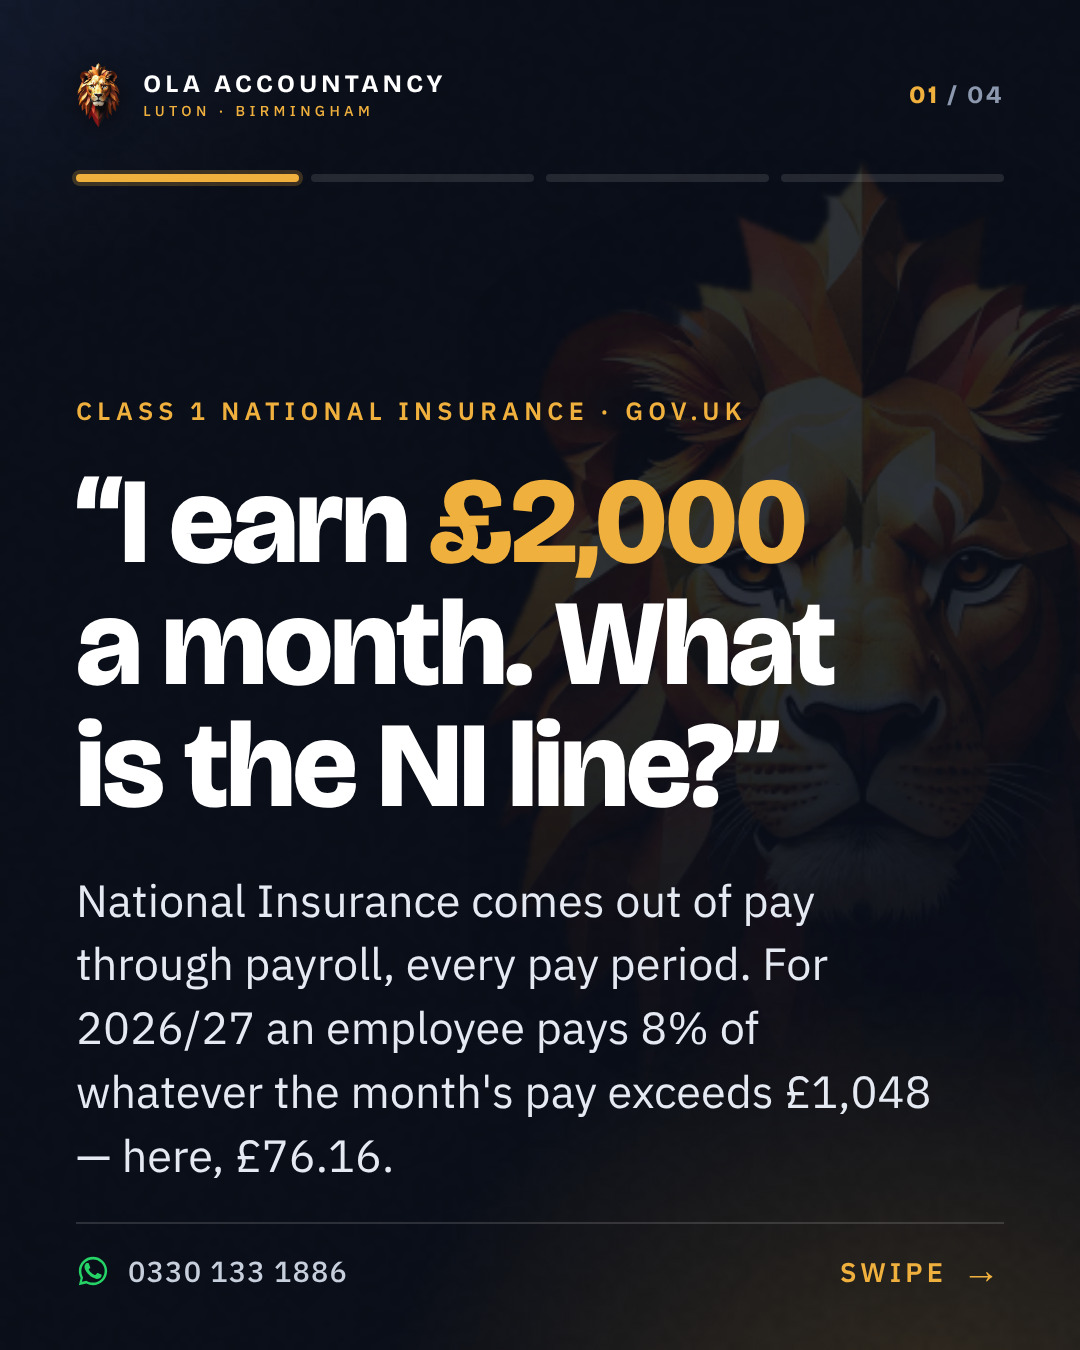 OLA ACCOUNTANCY
LUTON · BIRMINGHAM
01 / 04
CLASS 1 NATIONAL INSURANCE · GOV.UK
“I earn £2,000
a month. What
is the NI line?”
National Insurance comes out of pay
through payroll, every pay period. For
2026/27 an employee pays 8% of
whatever the month's pay exceeds £1,048
— here, £76.16.
0330 133 1886
SWIPE →